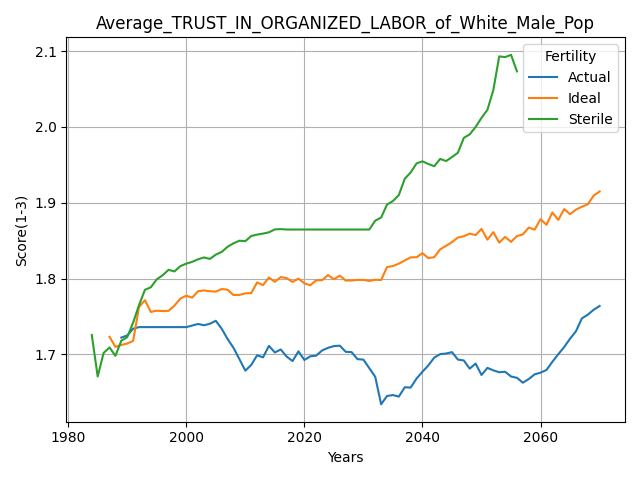 Average_TRUST_IN_ORGANIZED_LABOR_of_White_Male_Pop
Score(1-3)
2.1
2.0
1.9
1.8
1.7
Fertility
Actual
Ideal
Sterile
1980
2000
2020
2040
2060
Years